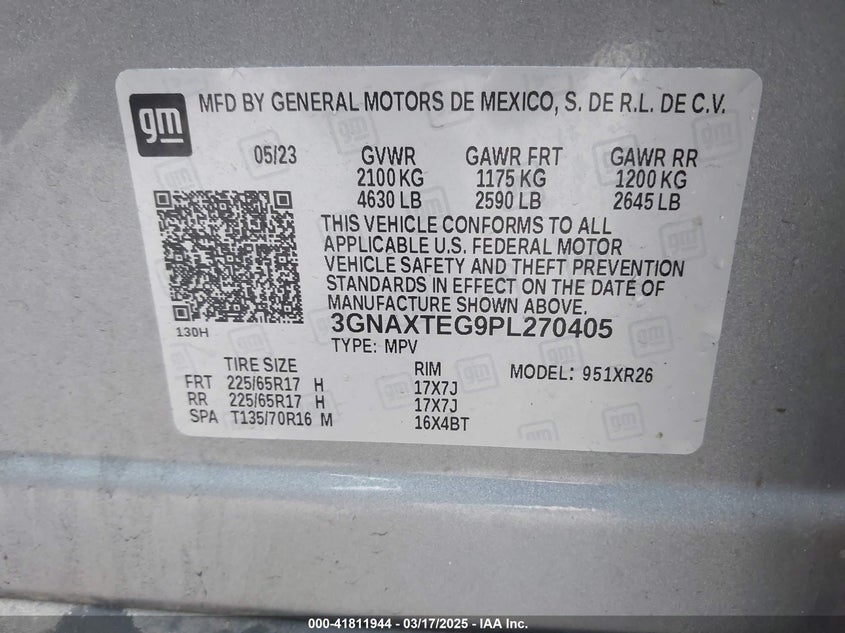 gm
MFD BY GENERAL MOTORS DE MEXICO, S. DE R.L. DE C.V.
05/23 GVWR GAWR FRT GAWR RR
2100 KG 1175 KG 1200 KG
4630 LB 2590 LB 2645 LB
THIS VEHICLE CONFORMS TO ALL
APPLICABLE U.S. FEDERAL MOTOR
VEHICLE SAFETY AND THEFT PREVENTION
STANDARDS IN EFFECT ON THE DATE OF
MANUFACTURE SHOWN ABOVE.
130H
3GNAXTEG9PL270405
TYPE: MPV
TIRE SIZE RIM MODEL: 951XR26
FRT 225/65R17 H 17X7J
RR 225/65R17 H 17X7J
SPA T135/70R16 M 16X4BT
000-41811944 / 03/17/2025 - IAA Inc.